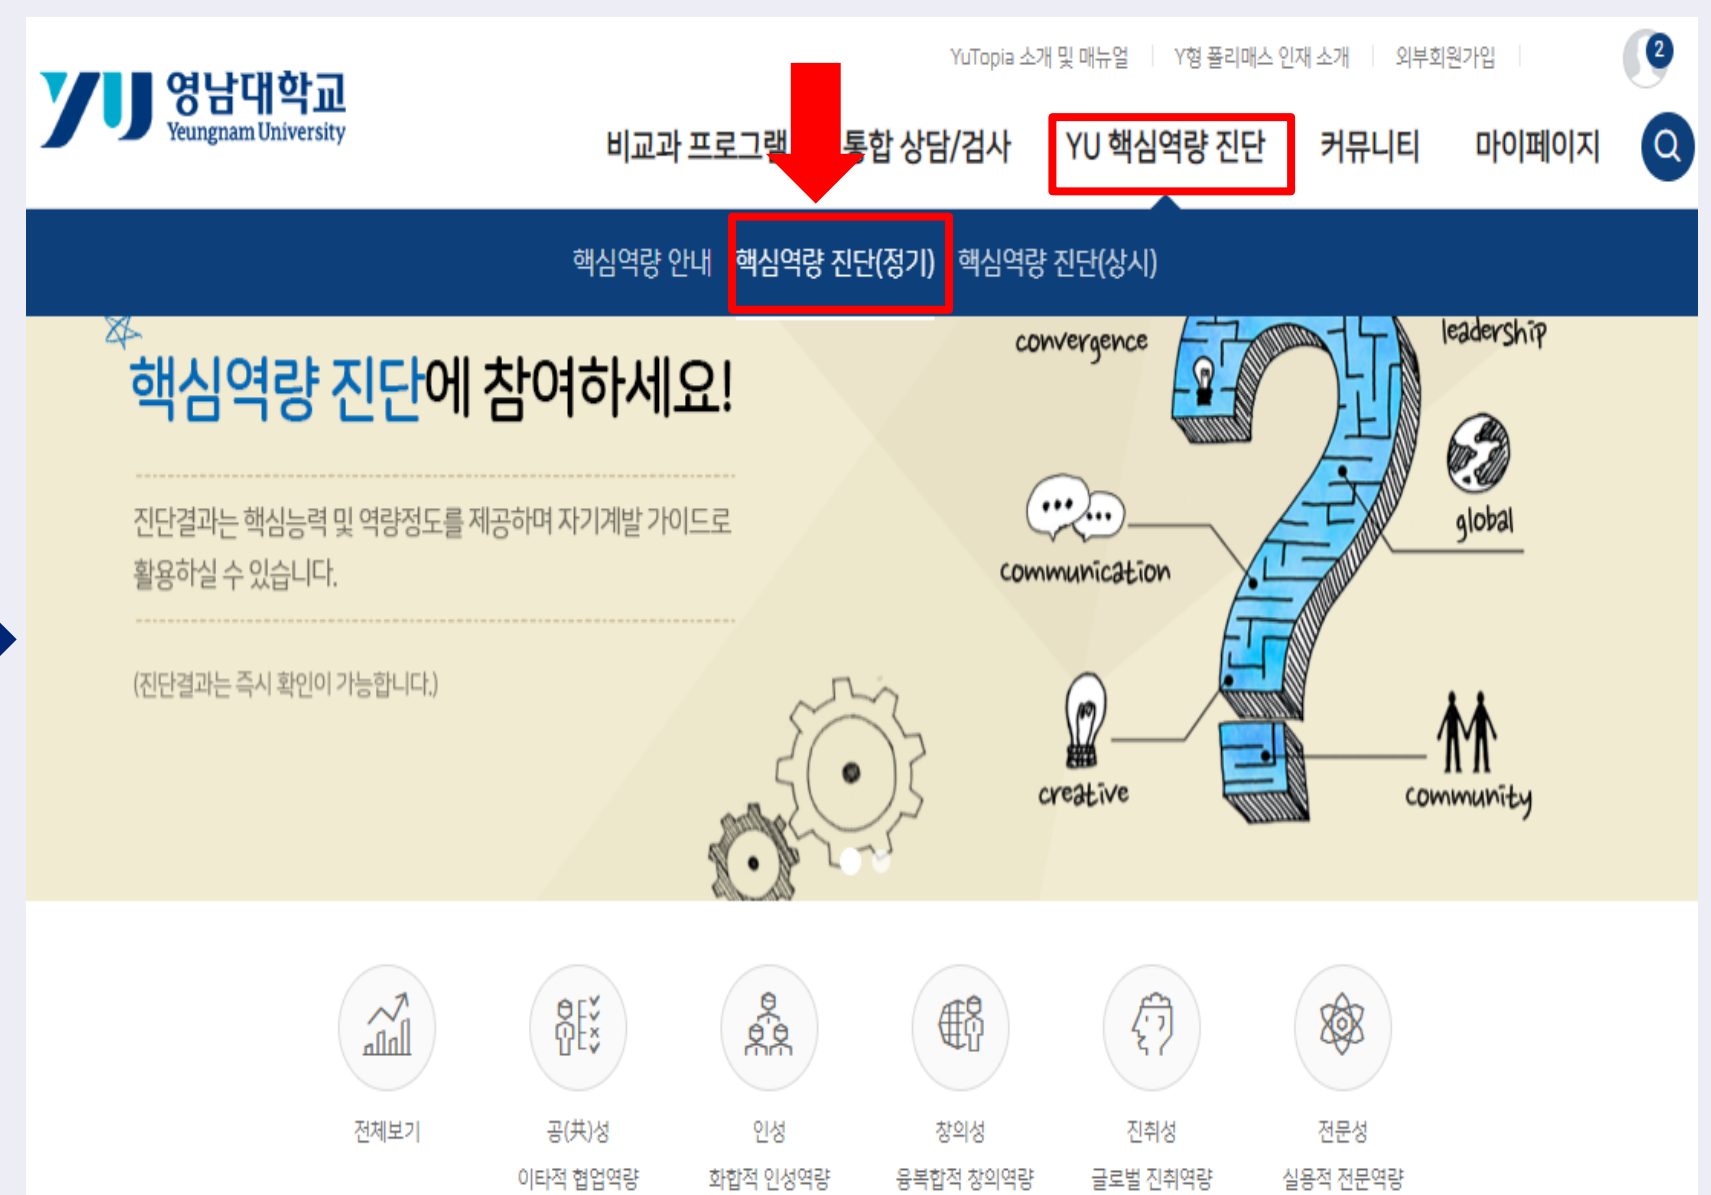 YuTopia 소개 및 매뉴얼
Y형 폴리매스 인재 소개
외부회원가입
2
YU 영남대학교
Yeungnam University
비교과 프로그램
통합 상담/검사
YU 핵심역량 진단
커뮤니티
마이페이지
핵심역량 안내
핵심역량 진단(정기)
핵심역량 진단(상시)
핵심역량 진단에 참여하세요!
진단결과는 핵심능력 및 역량정도를 제공하며 자기계발 가이드로
활용하실 수 있습니다.
(진단결과는 즉시 확인이 가능합니다.)
convergence
leadership
global
communication
creative
community
전체보기
공(共)성
이타적 협업역량
인성
화합적 인성역량
창의성
융복합적 창의역량
진취성
글로벌 진취역량
전문성
실용적 전문역량